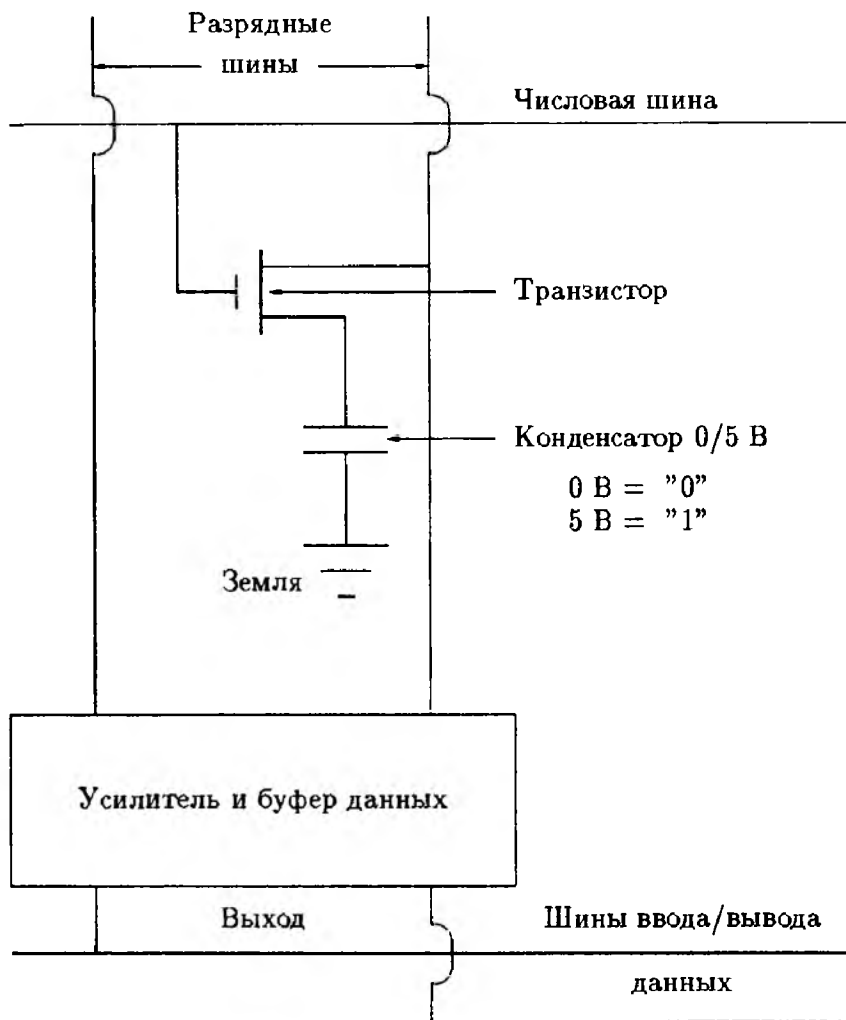 Разрядные
шины
Числовая шина
Транзистор
Конденсатор 0/5 В
0 В = ”0”
5 В = ”1”
Земля
Усилитель и буфер данных
Выход
Шины ввода/вывода
данных